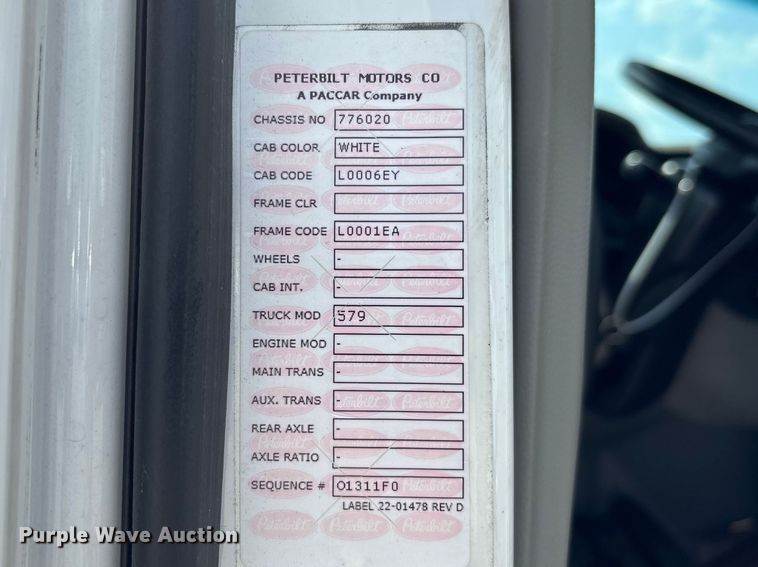 PETERBILT MOTORS CO
A PACCAR Company
CHASSIS NO 776020
CAB COLOR. WHITE
CAB CODE L0006EY
FRAME CLR
FRAME CODE L0001EA
WHEELS -
CAB INT. -
TRUCK MOD 579
ENGINE MOD -
MAIN TRANS -
AUX. TRANS -
REAR AXLE -
AXLE RATIO -
SEQUENCE # O1311F0
LABEL 22-01478 REV D
Peterbilt
Purple Wave Auction®